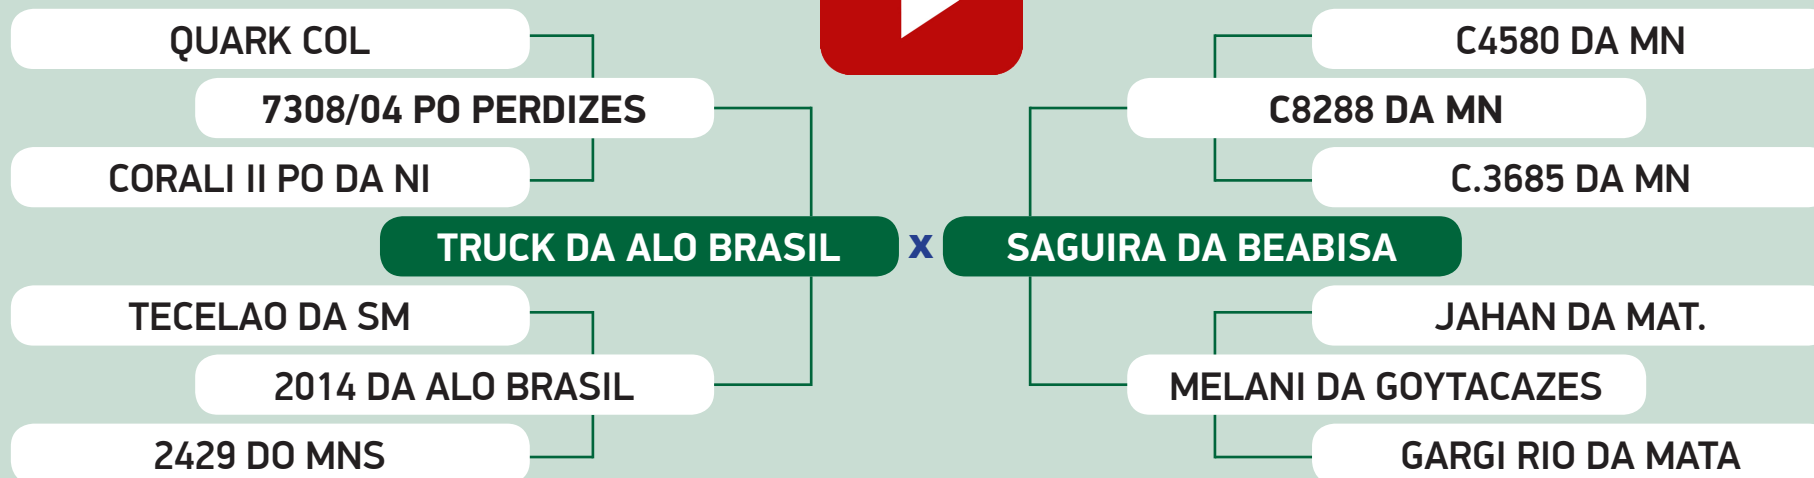 QUARK COL
C4580 DA MN
7308/04 PO PERDIZES
C8288 DA MN
CORALI II PO DA NI
C.3685 DA MN
TRUCK DA ALO BRASIL x SAGUIRA DA BEABISA
TECELAO DA SM
JAHAN DA MAT.
2014 DA ALO BRASIL
MELANI DA GOYTACAZES
2429 DO MNS
GARGI RIO DA MATA